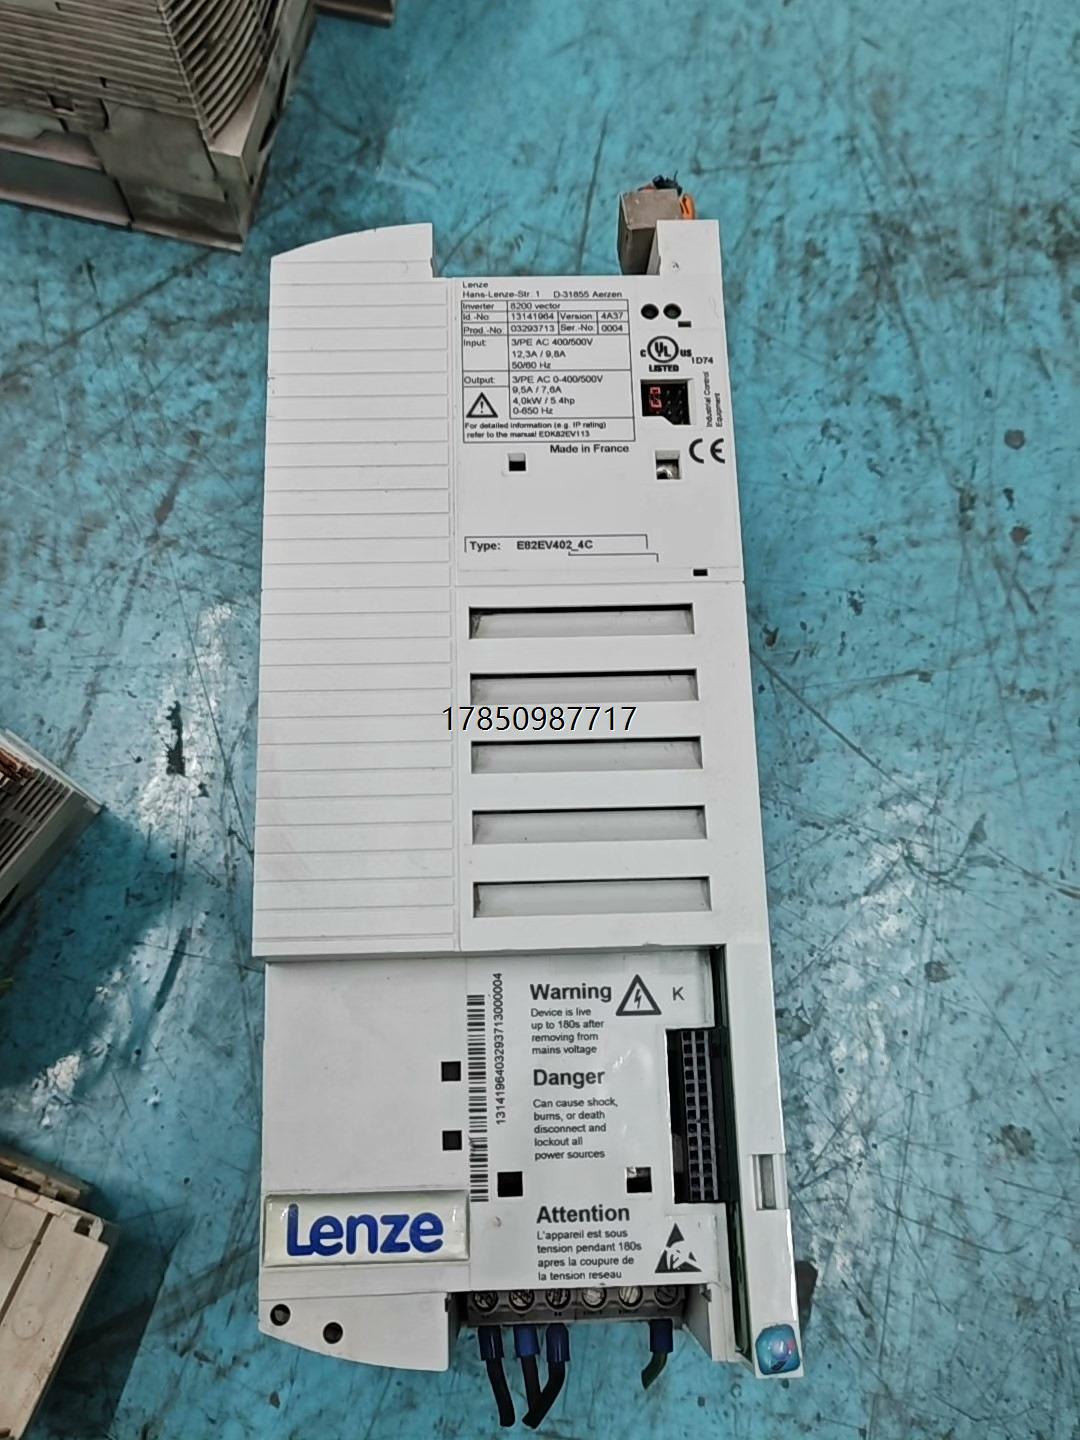 Lenze
Hans-Lenze-Str. 1 D-31855 Aerzen
Inverter 8200 vector
Id.-No 13141964 Version 4A37
Prod.-No 03293713 Ser.-No. 0004
Input: 3/PE AC 400/500V
12,3A / 9,8A
50/60 Hz
Output: 3/PE AC 0-400/500V
9,5A / 7,6A
4,0kW / 5.4hp
0-650 Hz
For detailed information (e.g. IP rating)
refer to the manual EDK82EV113
Made in France
C UL US
LISTED
1D74
Industrial Control
Equipment
CE
Type: E82EV402_4C
17850987717
Warning
K
Device is live
up to 180s after
removing from
mains voltage
Danger
Can cause shock,
burns, or death
disconnect and
lockout all
power sources
Attention
L'appareil est sous
tension pendant 180s
apres la coupure de
la tension reseau
1314196403293713000004
Lenze